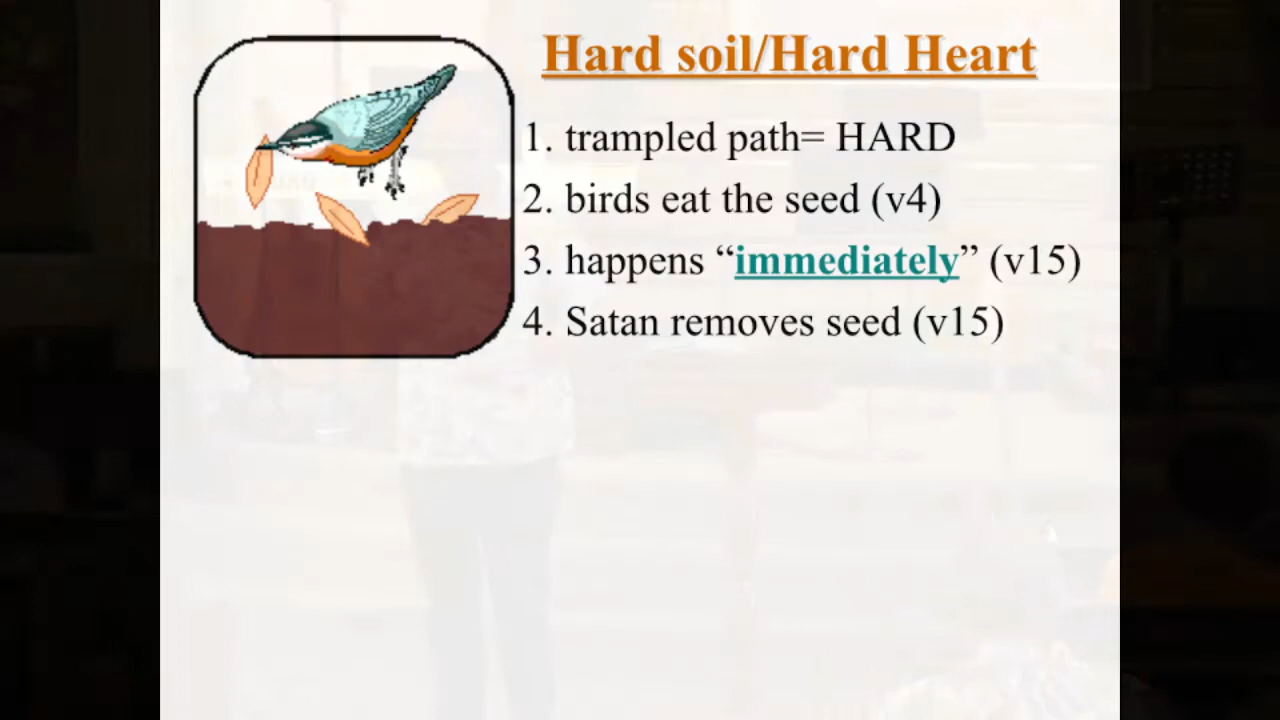 Hard soil/Hard Heart
1. trampled path= HARD
2. birds eat the seed (v4)
3. happens “immediately” (v15)
4. Satan removes seed (v15)